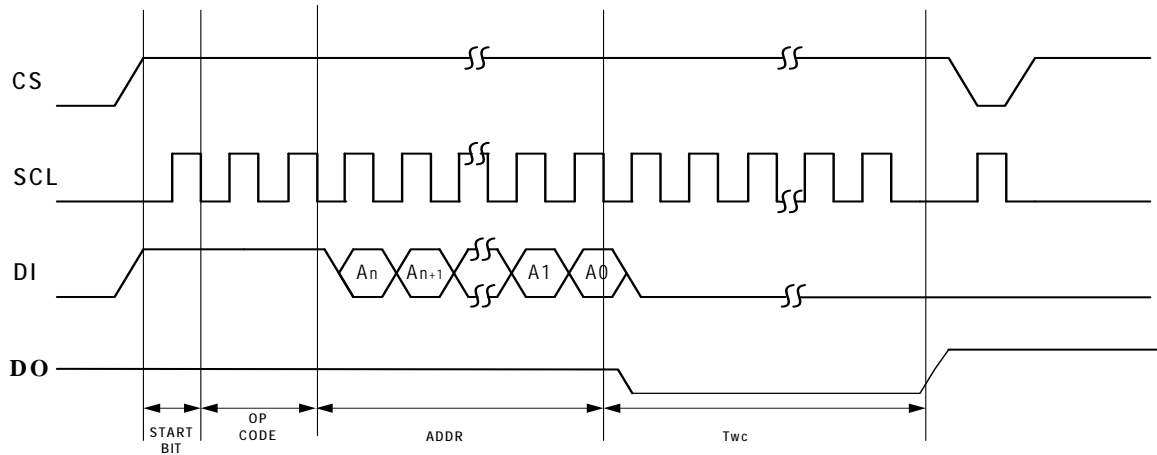 CS
SCL
DI
An
An+1
A1
A0
DO
START
BIT
OP
CODE
ADDR
Twc